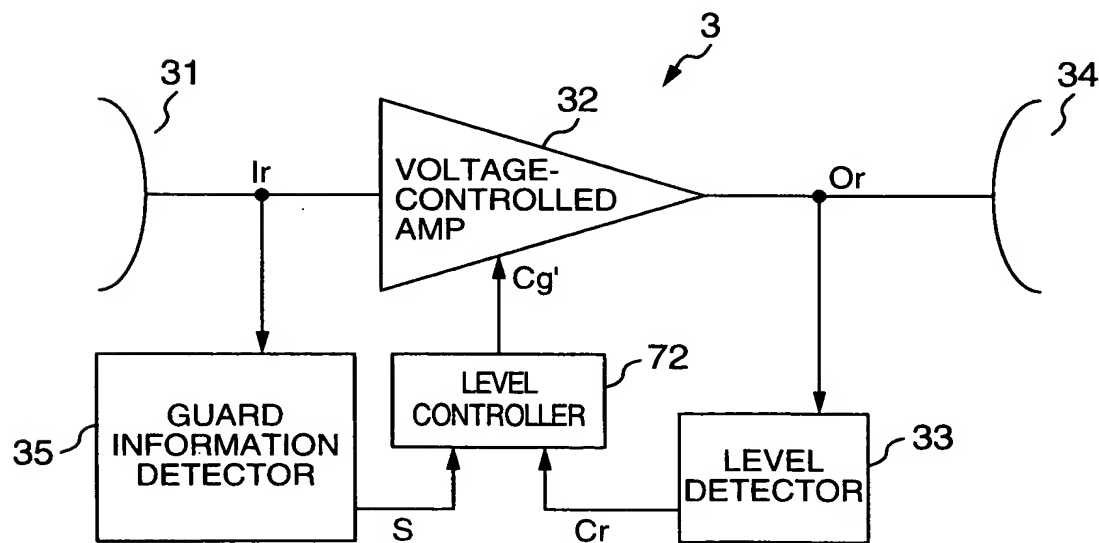 3
31
32
34
Ir
VOLTAGE-
CONTROLLED
AMP
Or
Cg'
72
LEVEL
CONTROLLER
35
GUARD
INFORMATION
DETECTOR
33
LEVEL
DETECTOR
S
Cr